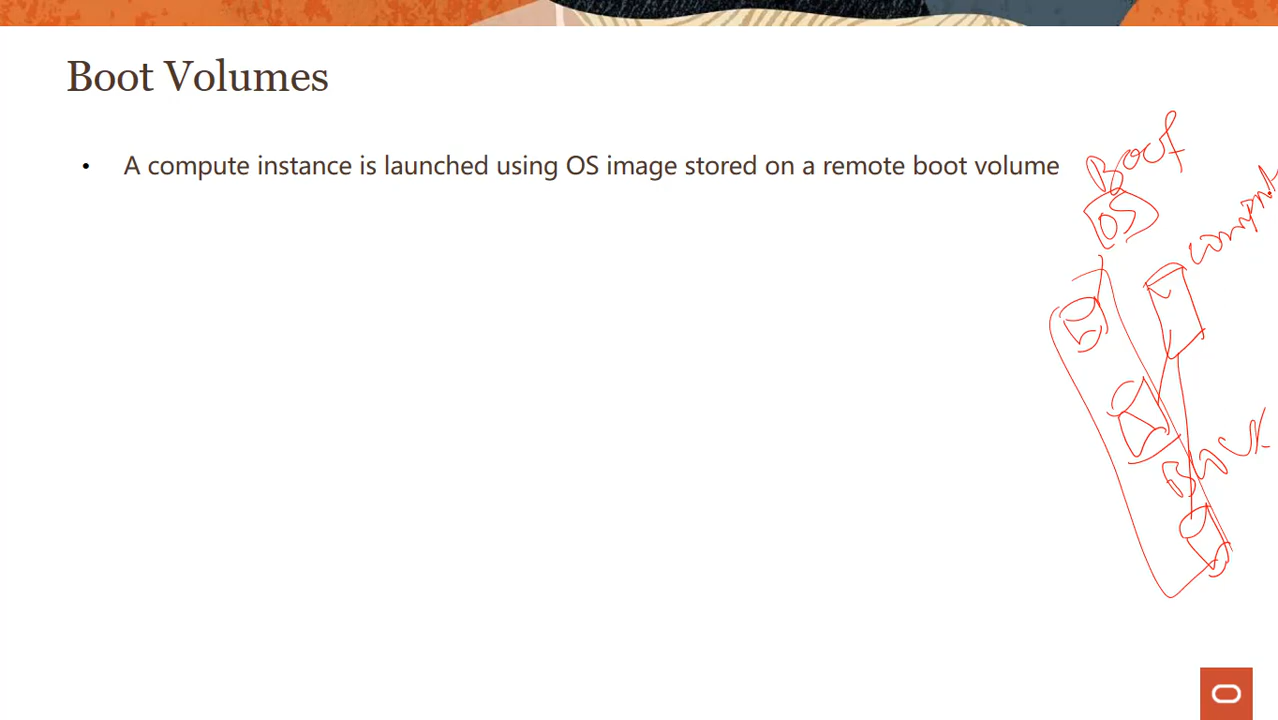 Boot Volumes
• A compute instance is launched using OS image stored on a remote boot volume
Boot
OS